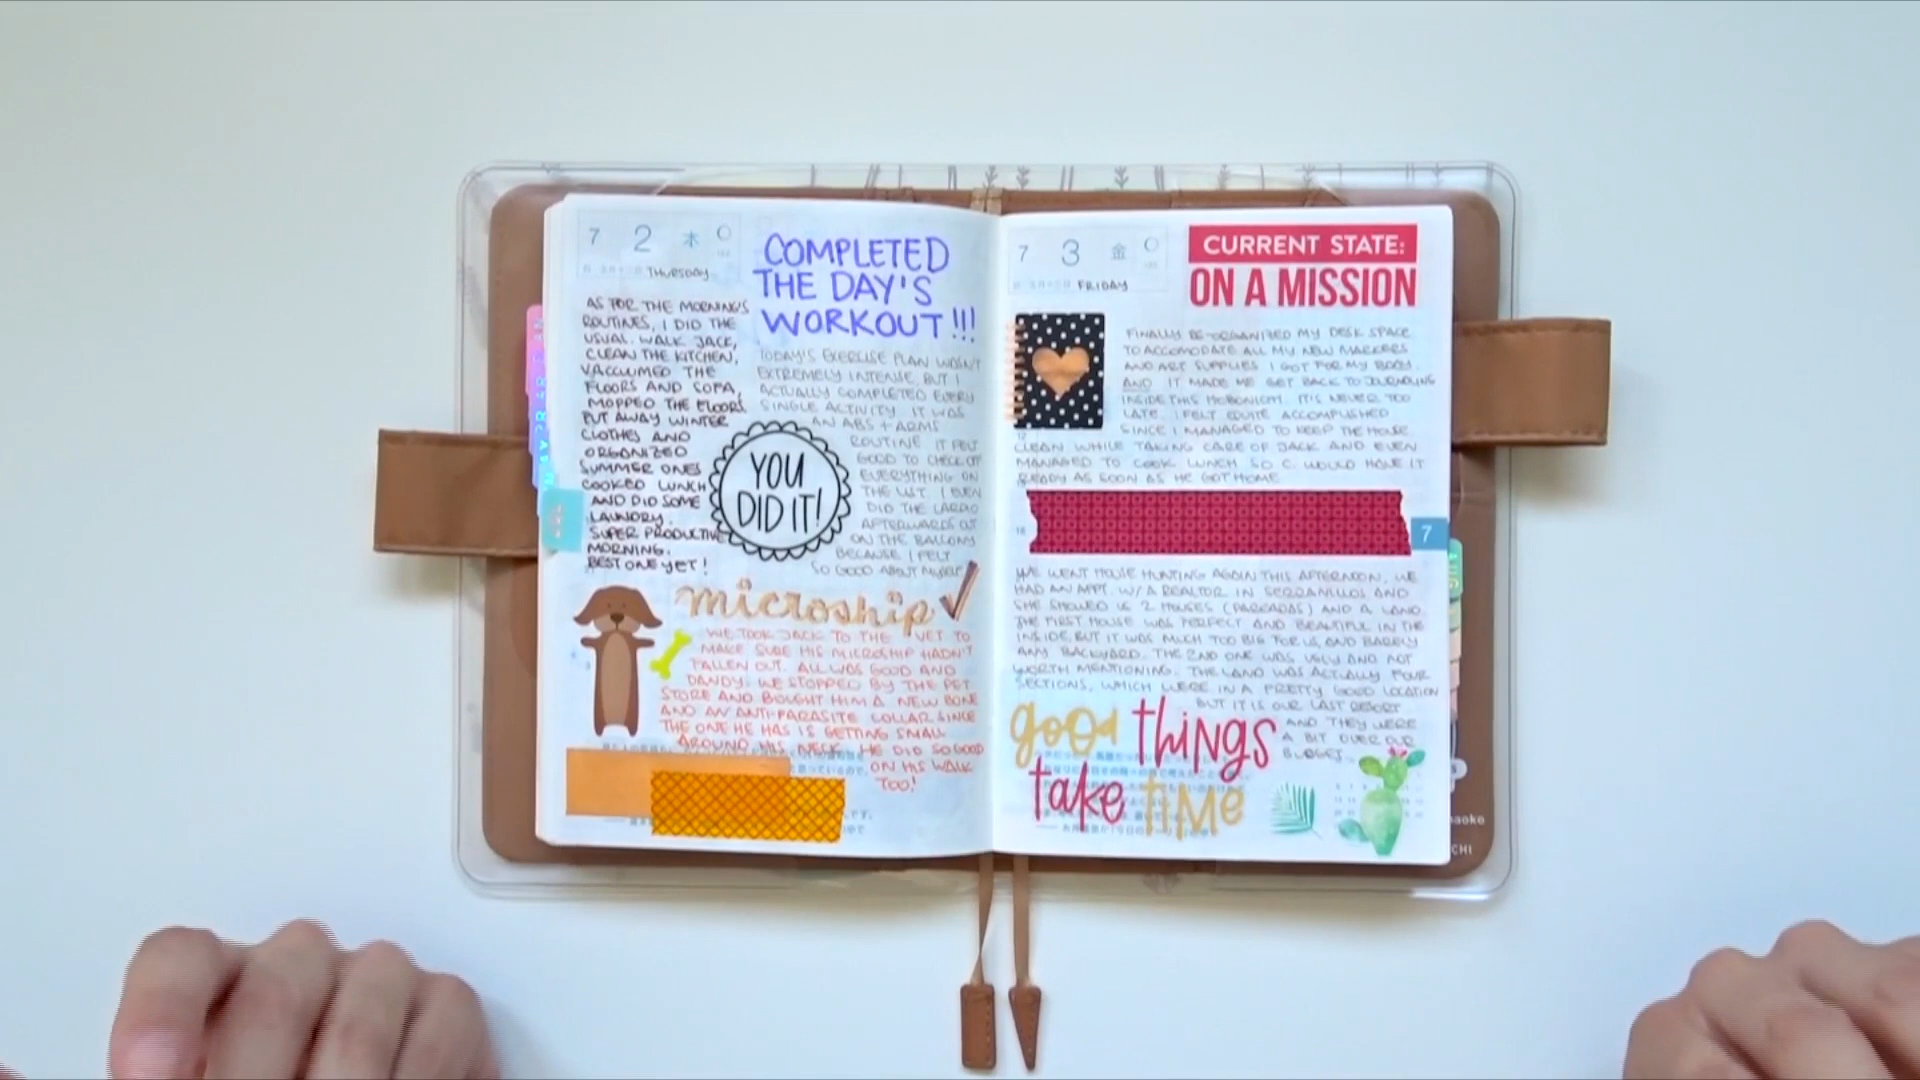 7 2 木
THURSDAY
COMPLETED
THE DAY'S
WORKOUT !!!
AS FOR THE MORNING'S
ROUTINES, I DID THE
USUAL. WALK JACK,
CLEAN THE KITCHEN,
VACCUMED THE
FLOORS AND SOFA,
MOPPED THE FLOORS
PUT AWAY WINTER
CLOTHES AND
ORGANIZED
SUMMER ONES
COOKED LUNCH
AND DID SOME
LAUNDRY.
SUPER PRODUCTIVE
MORNING.
BEST ONE YET!
TODAY'S EXERCISE PLAN WASN'T
EXTREMELY INTENSE, BUT I
ACTUALLY COMPLETED EVERY
SINGLE ACTIVITY. IT WAS
AN ABS + ARMS
ROUTINE. IT FELT
GOOD TO CHECK OFF
EVERYTHING ON
THE LIST. I EVEN
DID THE CARDIO
AFTERWARDS OUT
ON THE BALCONY
BECAUSE I FELT
SO GOOD ABOUT MYSELF
YOU
DID IT!
microship
WE TOOK JACK TO THE VET TO
MAKE SURE HIS MICROSHIP HADN'T
FALLEN OUT. ALL WAS GOOD AND
DANDY. WE STOPPED BY THE PET
STORE AND BOUGHT HIM A NEW BONE
AND AN ANTI-PARASITE COLLAR SINCE
THE ONE HE HAS IS GETTING SMALL
AROUND HIS NECK. HE DID SO GOOD
ON HIS WALK
TOO!
7 3 金
FRIDAY
CURRENT STATE:
ON A MISSION
FINALLY RE-ORGANIZED MY DESK SPACE
TO ACCOMODATE ALL MY NEW MARKERS
AND ART SUPPLIES I GOT FOR MY BDAY.
AND IT MADE ME GET BACK TO JOURNALING
INSIDE THIS HOBONICHI. IT'S NEVER TOO
LATE. I FELT QUITE ACCOMPLISHED
SINCE I MANAGED TO KEEP THE HOUSE
CLEAN WHILE TAKING CARE OF JACK AND EVEN
MANAGED TO COOK LUNCH SO C. WOULD HAVE IT
READY AS SOON AS HE GOT HOME.
7
WE WENT HOUSE HUNTING AGAIN THIS AFTERNOON, WE
HAD AN APPT. W/A REALTOR IN SERRANILLOS AND
SHE SHOWED US 2 HOUSES (PAREADAS) AND A LAND.
THE FIRST HOUSE WAS PERFECT AND BEAUTIFUL IN THE
INSIDE, BUT IT WAS MUCH TOO BIG FOR US, AND BARELY
ANY BACKYARD. THE 2ND ONE WAS UGLY AND NOT
WORTH MENTIONING. THE LAND WAS ACTUALLY FOUR
SECTIONS, WHICH WERE IN A PRETTY GOOD LOCATION
BUT IT IS OUR LAST RESORT
AND THEY WERE
A BIT OVER OUR
BUDGET.
good things
take time